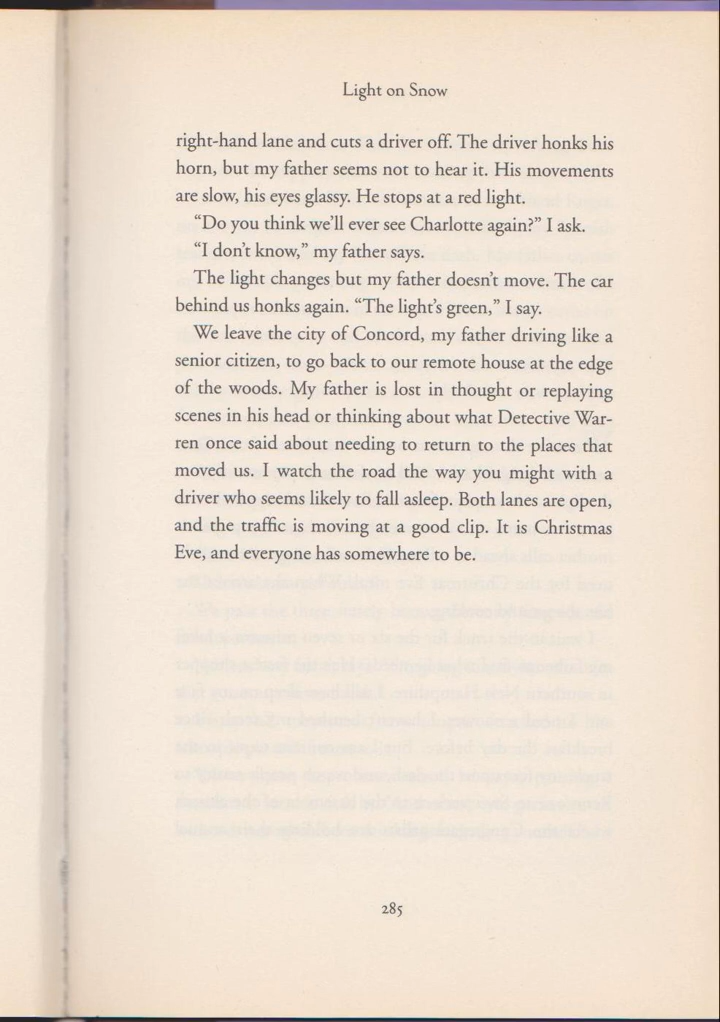 Light on Snow
right-hand lane and cuts a driver off. The driver honks his
horn, but my father seems not to hear it. His movements
are slow, his eyes glassy. He stops at a red light.
“Do you think we’ll ever see Charlotte again?” I ask.
“I don’t know,” my father says.
The light changes but my father doesn’t move. The car
behind us honks again. “The light’s green,” I say.
We leave the city of Concord, my father driving like a
senior citizen, to go back to our remote house at the edge
of the woods. My father is lost in thought or replaying
scenes in his head or thinking about what Detective War-
ren once said about needing to return to the places that
moved us. I watch the road the way you might with a
driver who seems likely to fall asleep. Both lanes are open,
and the traffic is moving at a good clip. It is Christmas
Eve, and everyone has somewhere to be.
285